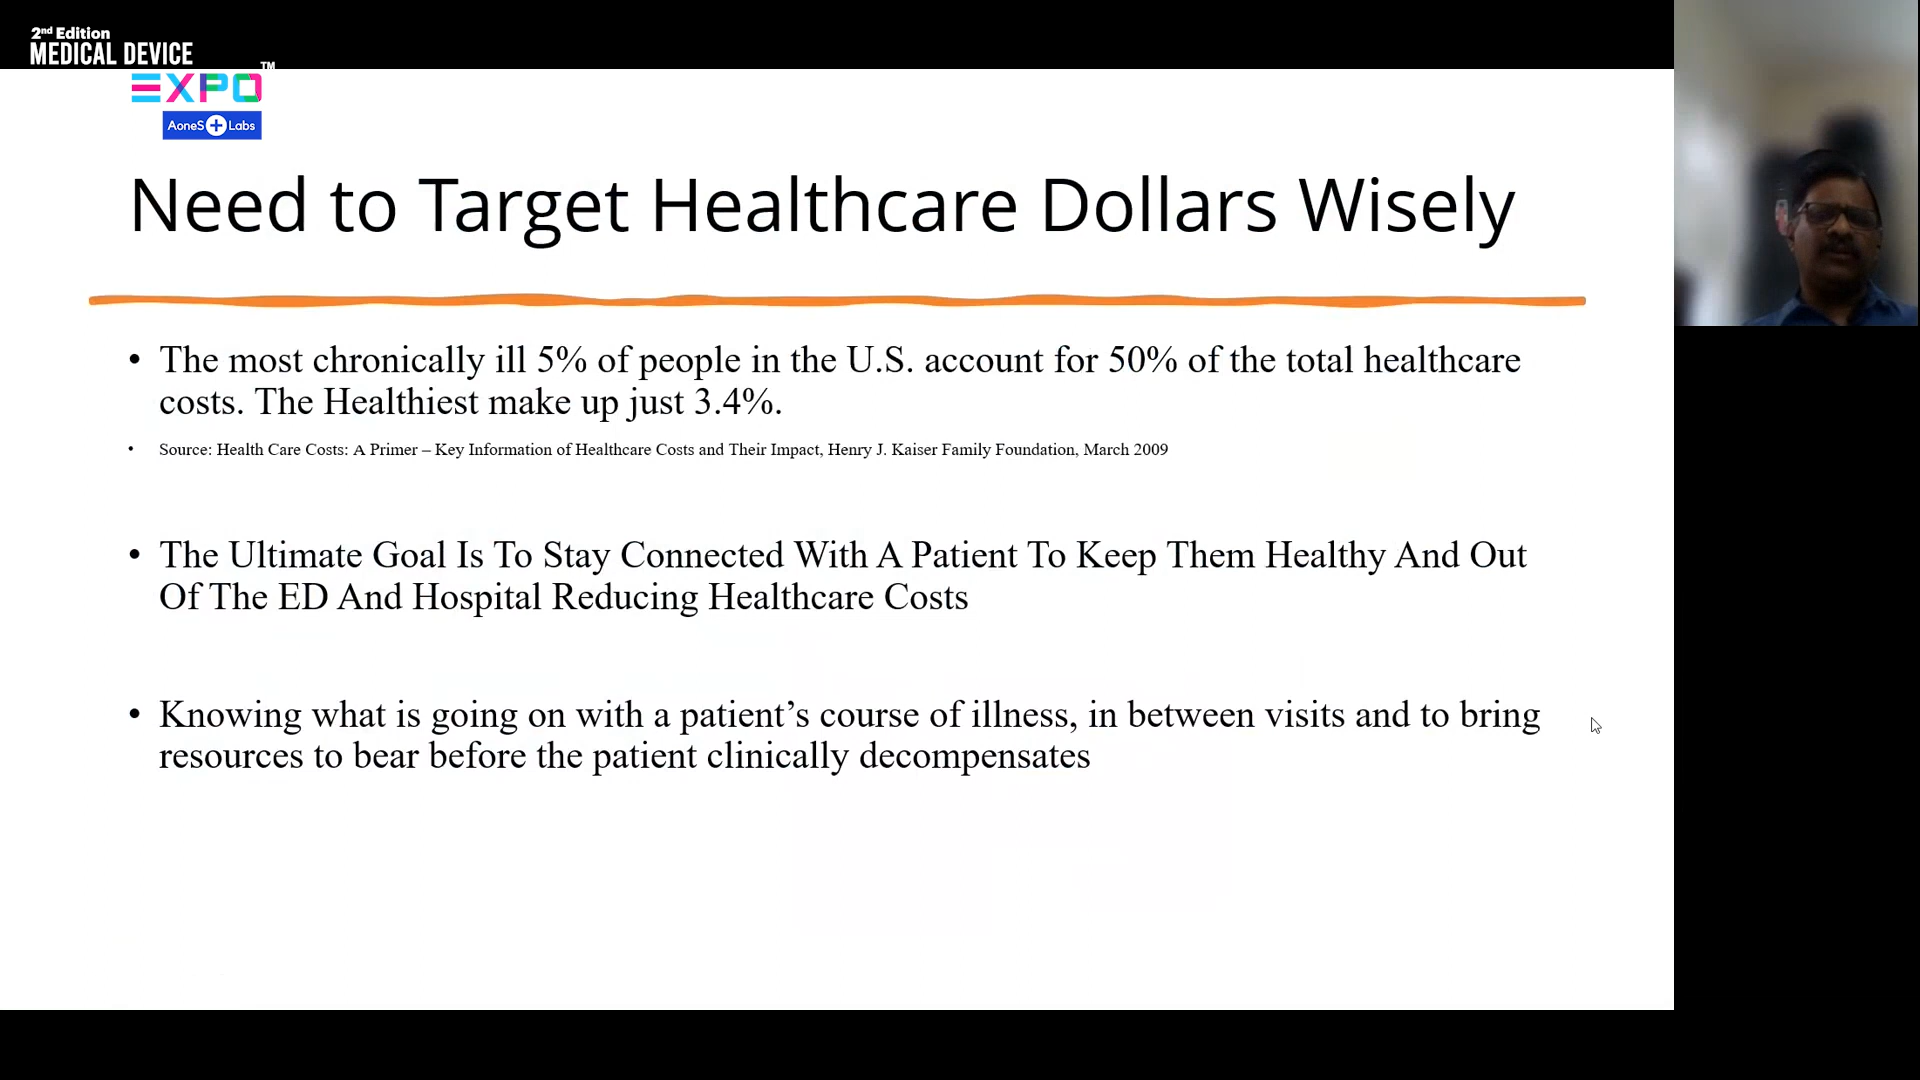 2nd Edition
MEDICAL DEVICE
EXPO TM
AoneS Labs
Need to Target Healthcare Dollars Wisely
• The most chronically ill 5% of people in the U.S. account for 50% of the total healthcare
costs. The Healthiest make up just 3.4%.
• Source: Health Care Costs: A Primer – Key Information of Healthcare Costs and Their Impact, Henry J. Kaiser Family Foundation, March 2009
• The Ultimate Goal Is To Stay Connected With A Patient To Keep Them Healthy And Out
Of The ED And Hospital Reducing Healthcare Costs
• Knowing what is going on with a patient’s course of illness, in between visits and to bring
resources to bear before the patient clinically decompensates